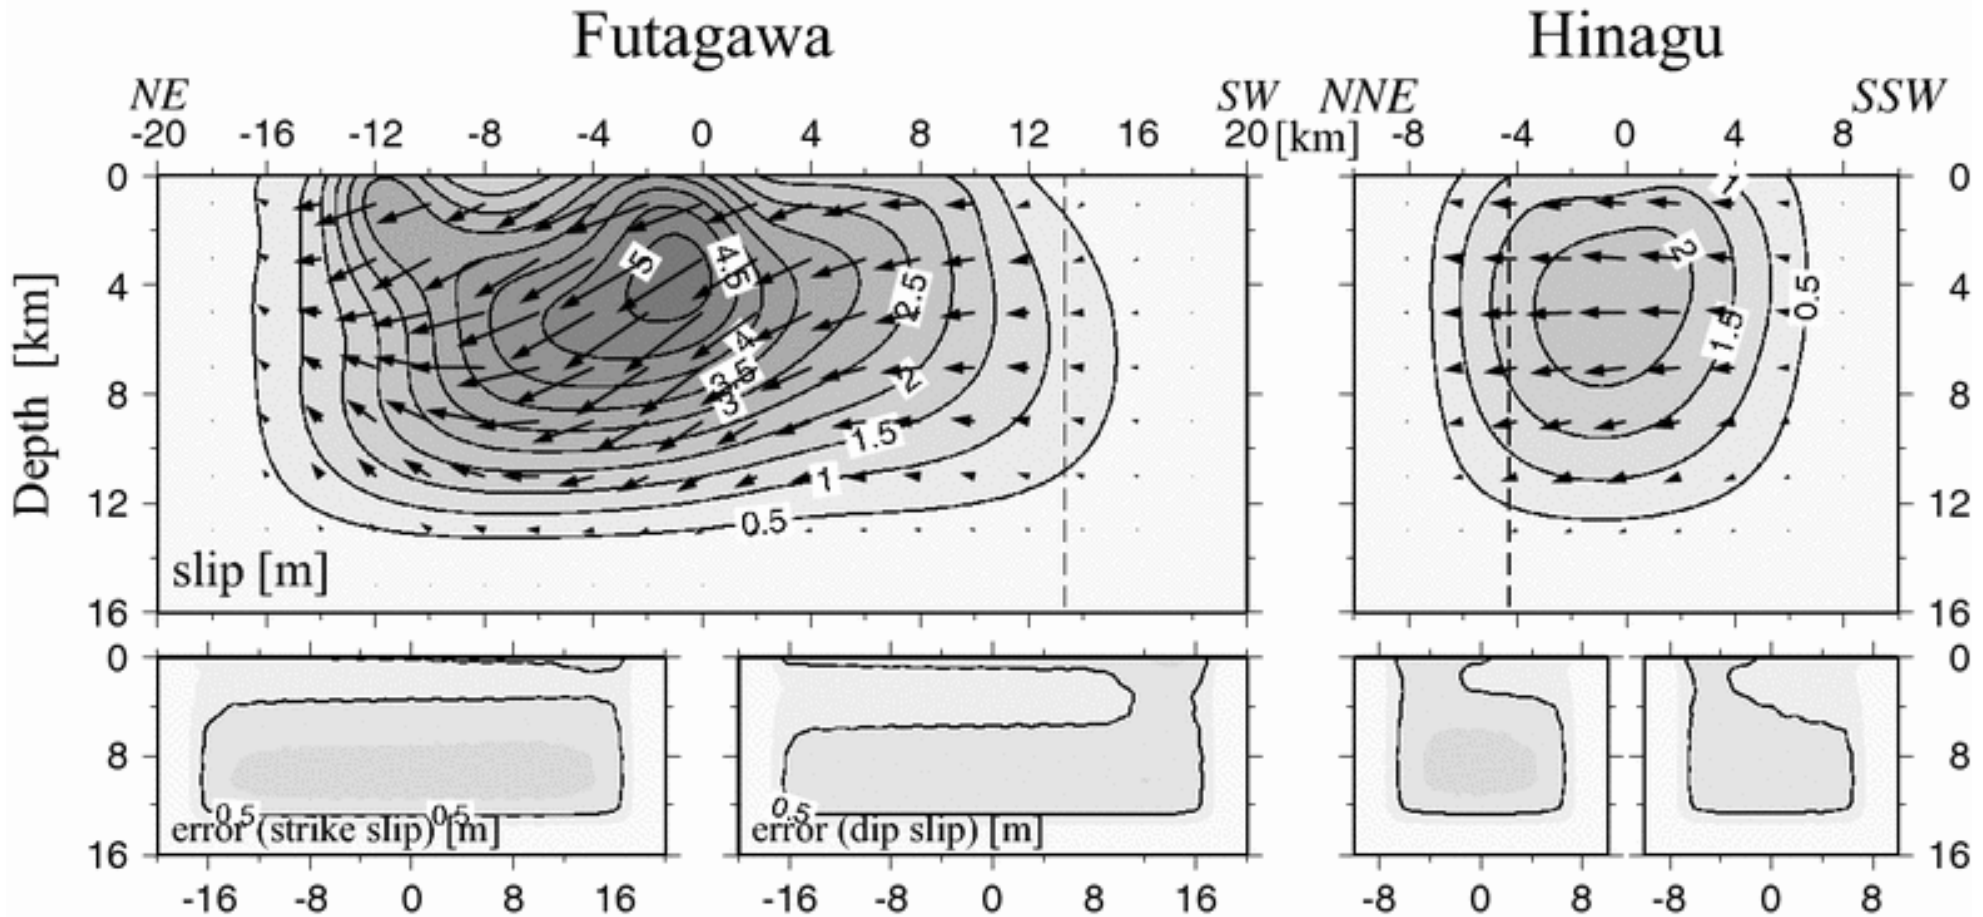 Futagawa Hinagu
NE SW NNE SSW
-20 -16 -12 -8 -4 0 4 8 12 16 20 [km] -8 -4 0 4 8
0 0
1
5 4.5 2
4 2.5 0.5 4
4 1.5
3.5 2
8 3 8
1.5
1
12 0.5 12
Depth [km]
slip [m]
16 16
0 0
8 8
0.5 0.5 0.5
error (strike slip) [m] error (dip slip) [m]
16 16
-16 -8 0 8 16 -16 -8 0 8 16 -8 0 8 -8 0 8